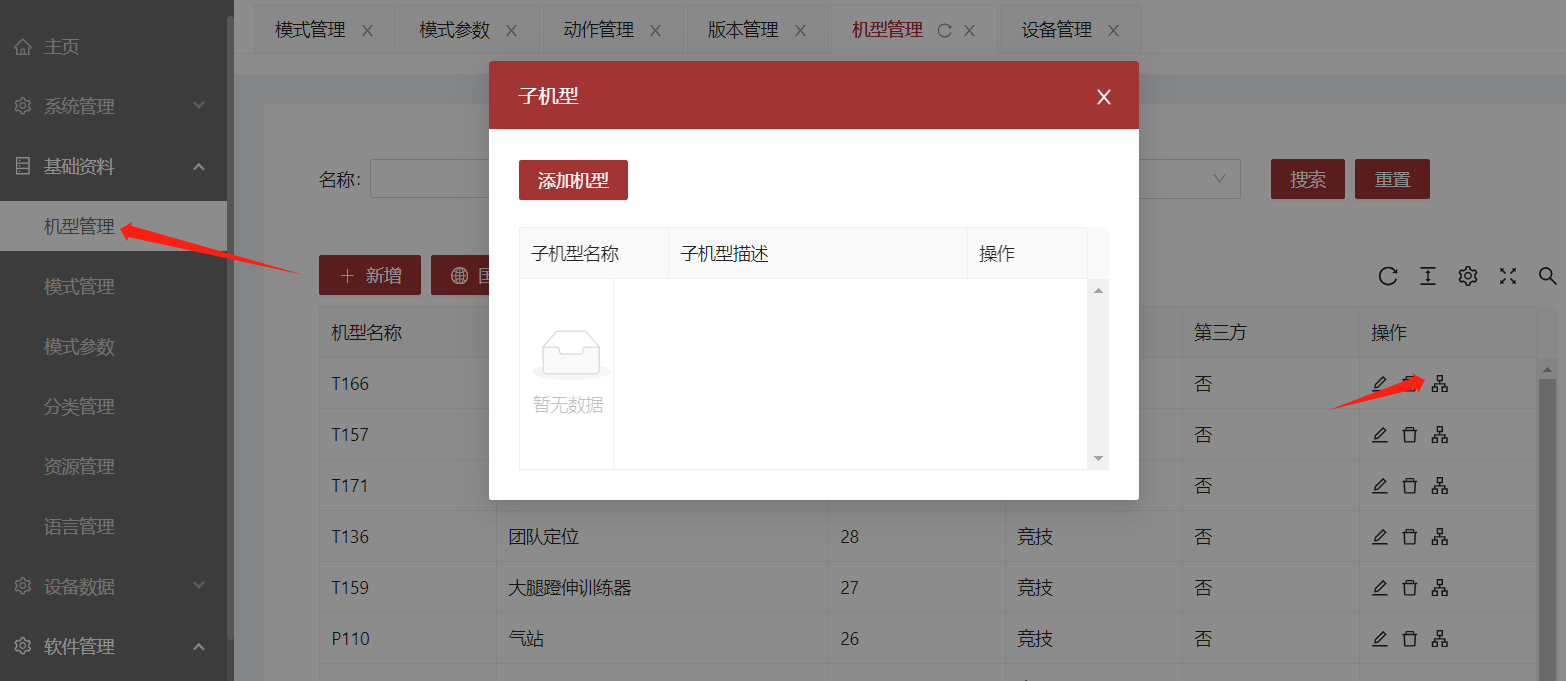 模式管理 模式参数 动作管理 版本管理 机型管理 设备管理
主页
系统管理
基础资料
机型管理
模式管理
模式参数
分类管理
资源管理
语言管理
设备数据
软件管理
名称:
搜索 重置
新增
子机型
添加机型
子机型名称 子机型描述 操作
暂无数据
机型名称 第三方 操作
T166 否
T157 否
T171 否
T136 团队定位 28 竞技 否
T159 大腿蹬伸训练器 27 竞技 否
P110 气站 26 竞技 否